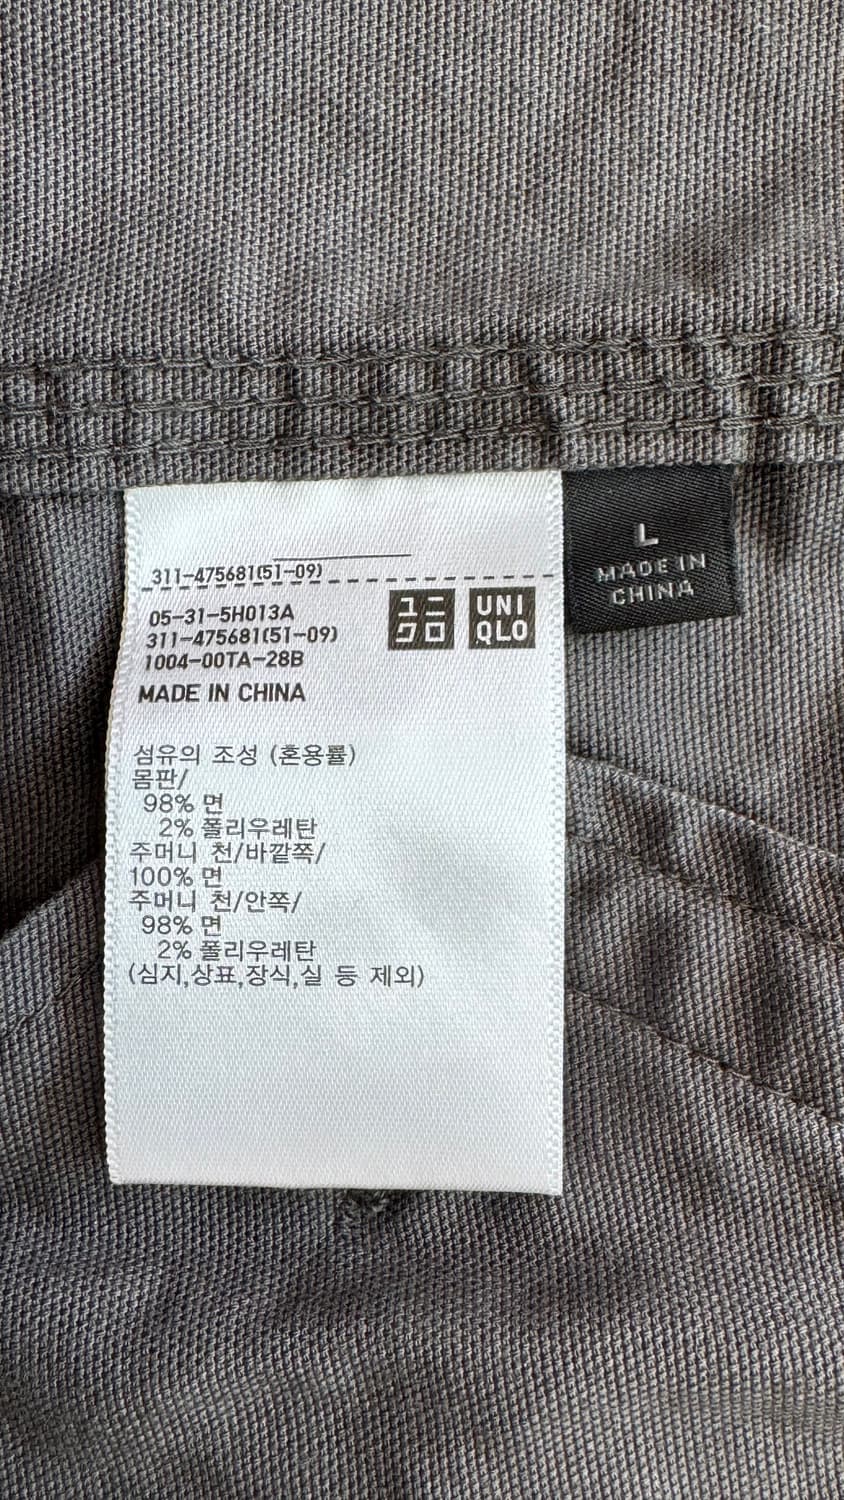 311-475681(51-09)
05-31-5H013A
311-475681(51-09)
1004-00TA-28B
MADE IN CHINA
ユニ
クロ
UNI
QLO
섬유의 조성 (혼용률)
몸판/
98% 면
2% 폴리우레탄
주머니 천/바깥쪽/
100% 면
주머니 천/안쪽/
98% 면
2% 폴리우레탄
(심지,상표,장식,실 등 제외)
L
MADE IN
CHINA